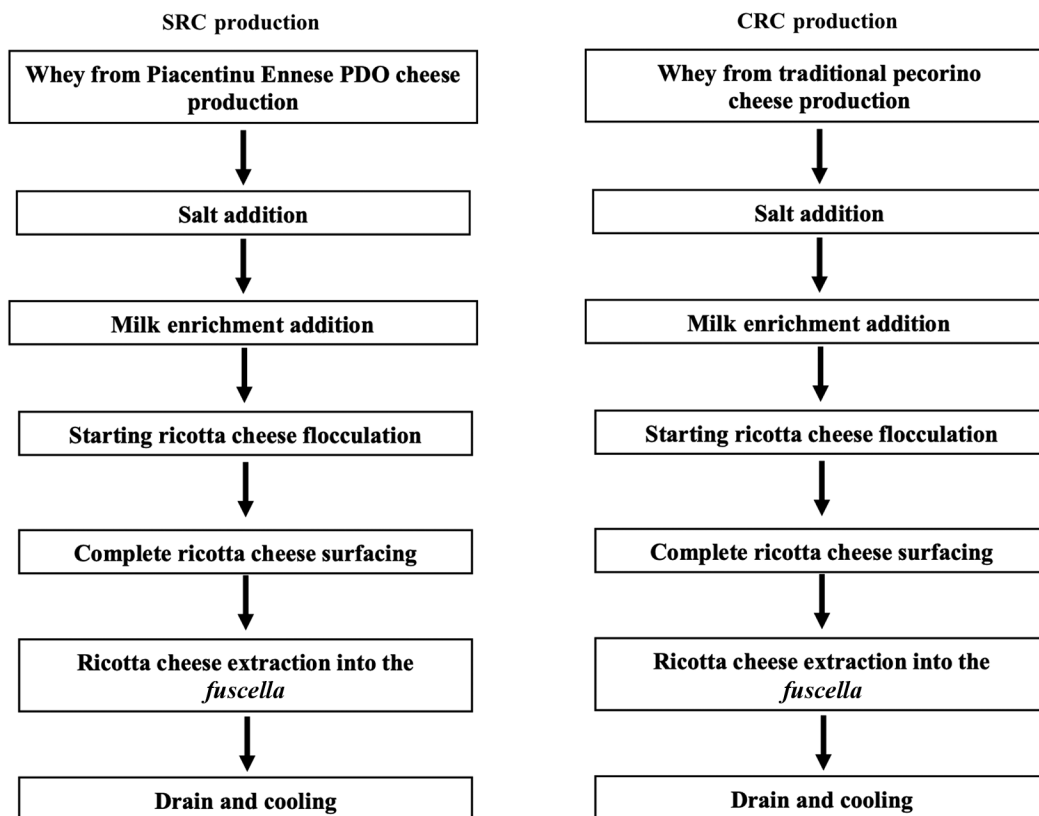 SRC production
Whey from Piacentinu Ennese PDO cheese
production
Salt addition
Milk enrichment addition
Starting ricotta cheese flocculation
Complete ricotta cheese surfacing
Ricotta cheese extraction into the
fuscella
Drain and cooling
CRC production
Whey from traditional pecorino
cheese production
Salt addition
Milk enrichment addition
Starting ricotta cheese flocculation
Complete ricotta cheese surfacing
Ricotta cheese extraction into the
fuscella
Drain and cooling